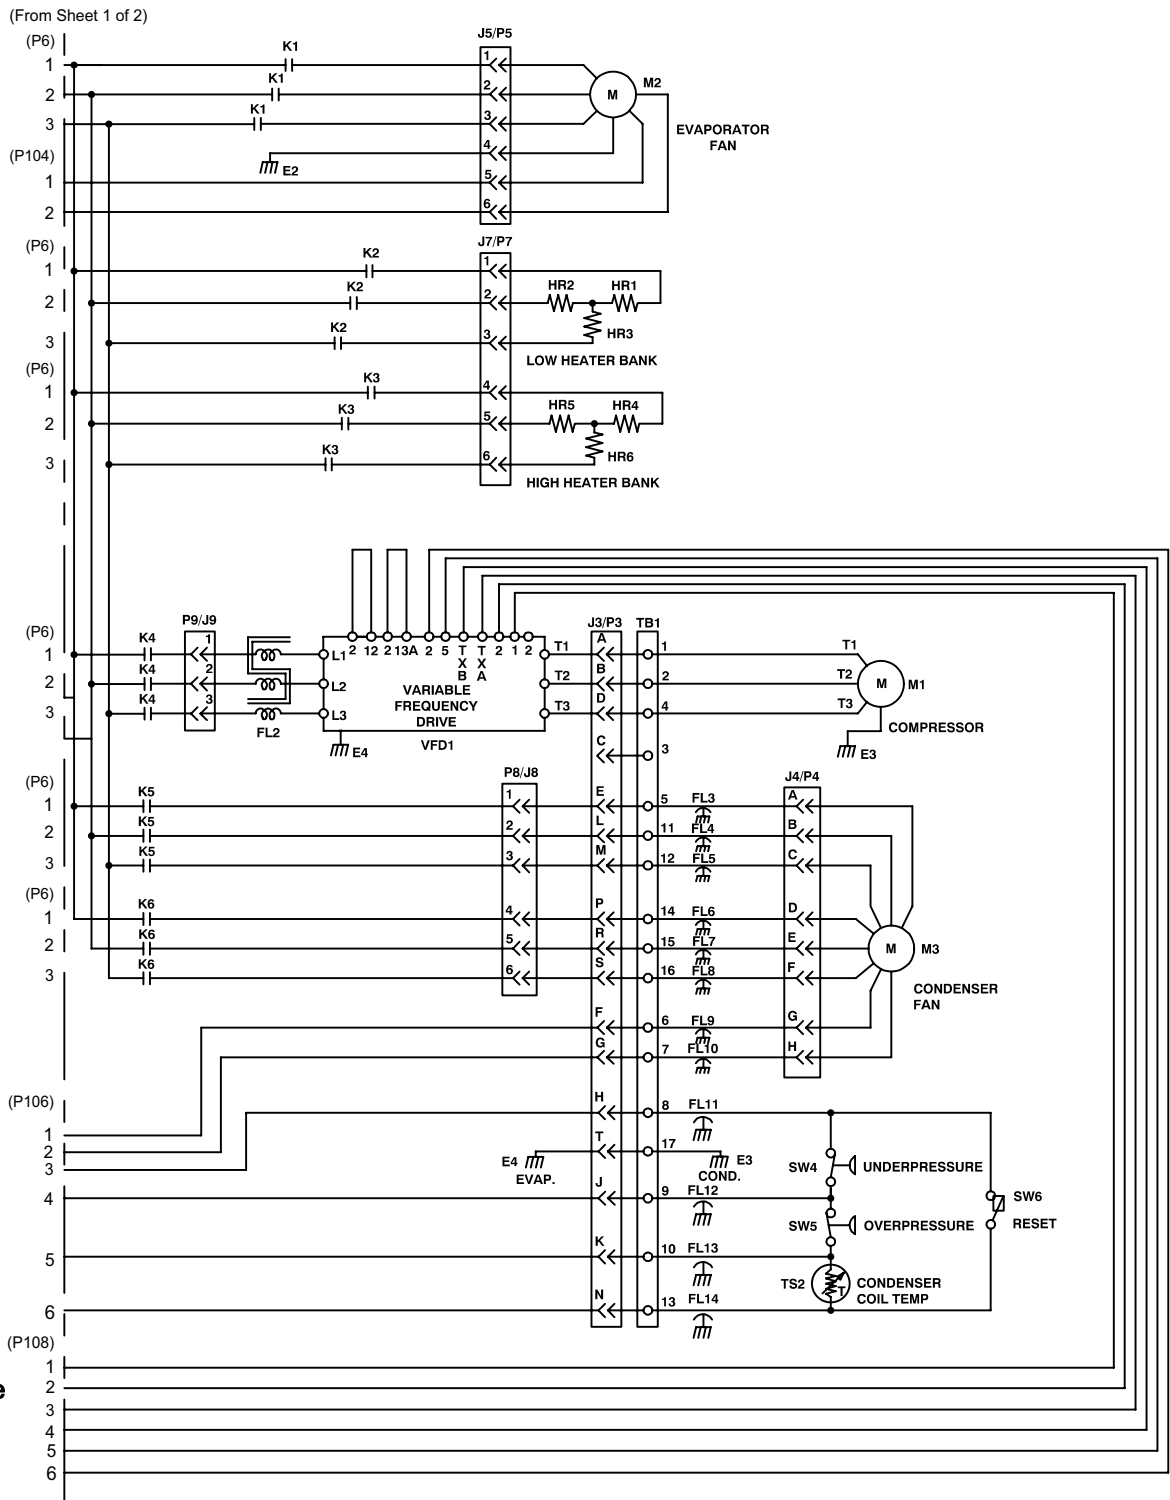 (From Sheet 1 of 2)
J5/P5
(P6)
1 K1 1
2 K1 2 M M2
3 K1 3
EVAPORATOR
FAN
(P104) 4
E2
1 5
2 6
(P6) J7/P7
1 K2 1
2 K2 2 HR2 HR1
3 K2 3 HR3
LOW HEATER BANK
(P6)
1 K3 4
2 K3 5 HR5 HR4
3 K3 6 HR6
HIGH HEATER BANK
(P6) P9/J9 J3/P3 TB1
2 12 2 13A 2 5 TXB TXA 2 1 2
1 K4 1 L1 T1 A 1 T1
2 K4 2 L2 T2 B 2 T2 M M1
3 K4 3 L3 T3 D 4 T3
VARIABLE
FREQUENCY
DRIVE
FL2
E4 VFD1
COMPRESSOR
C 3 E3
(P6) P8/J8 J4/P4
1 K5 1 E 5 FL3 A
2 K5 2 L 11 FL4 B
3 K5 3 M 12 FL5 C
(P6)
1 K6 4 P 14 FL6 D
2 K6 5 R 15 FL7 E M M3
3 K6 6 S 16 FL8 F
CONDENSER
FAN
F 6 FL9 G
G 7 FL10 H
(P106)
H 8 FL11
1
2
3
T 17
E4 E3
EVAP. COND.
SW4 UNDERPRESSURE
4 J 9 FL12
SW6
RESET
SW5 OVERPRESSURE
5 K 10 FL13
TS2 T CONDENSER
COIL TEMP
6 N 13 FL14
(P108)
1
2
e
3
4
5
6